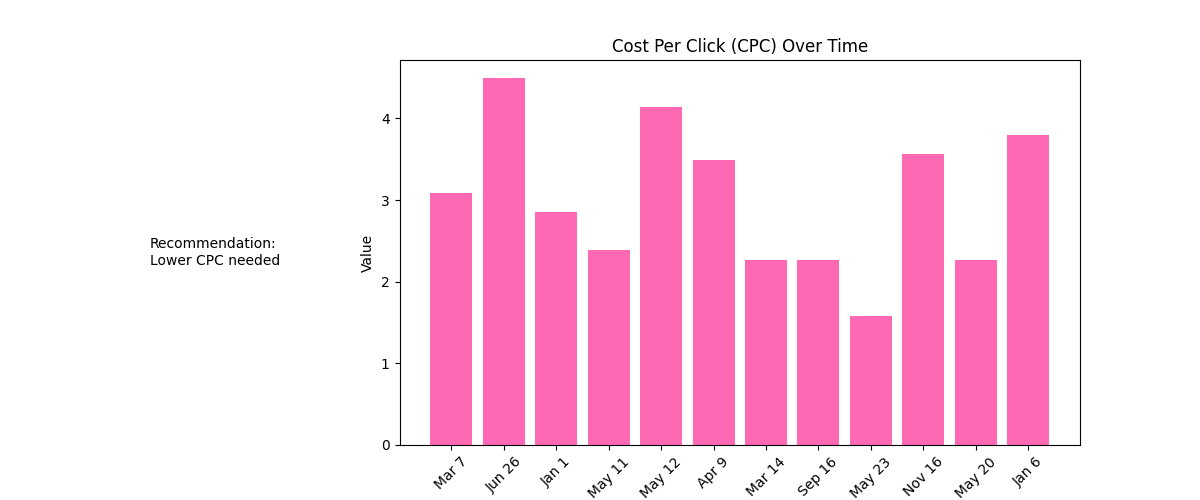 Cost Per Click (CPC) Over Time
Recommendation:
Lower CPC needed
Value
4
3
2
1
0
Mar 7
Jun 26
Jan 1
May 11
May 12
Apr 9
Mar 14
Sep 16
May 23
Nov 16
May 20
Jan 6